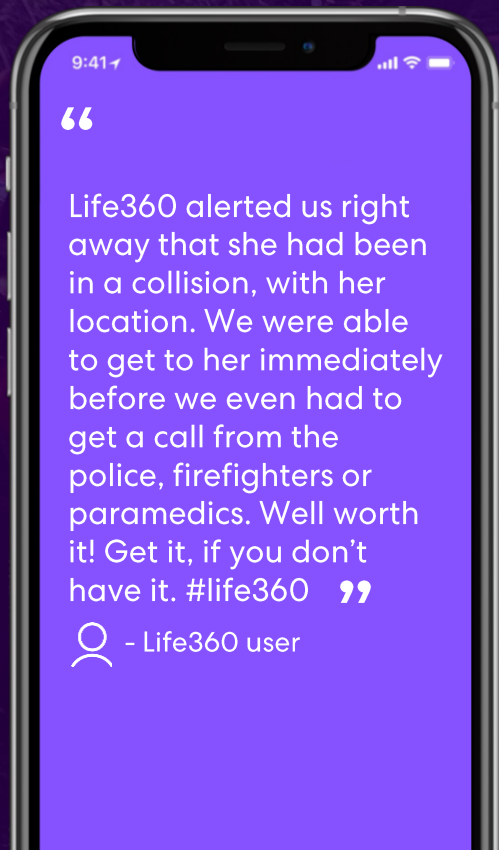 9:41
“
Life360 alerted us right
away that she had been
in a collision, with her
location. We were able
to get to her immediately
before we even had to
get a call from the
police, firefighters or
paramedics. Well worth
it! Get it, if you don’t
have it. #life360 ”
- Life360 user